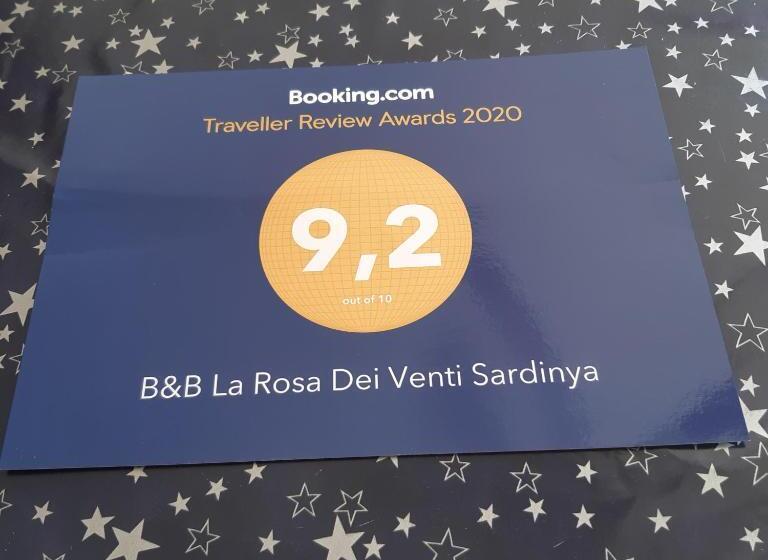 Booking.com
Traveller Review Awards 2020
9,2
out of 10
B&B La Rosa Dei Venti Sardinya